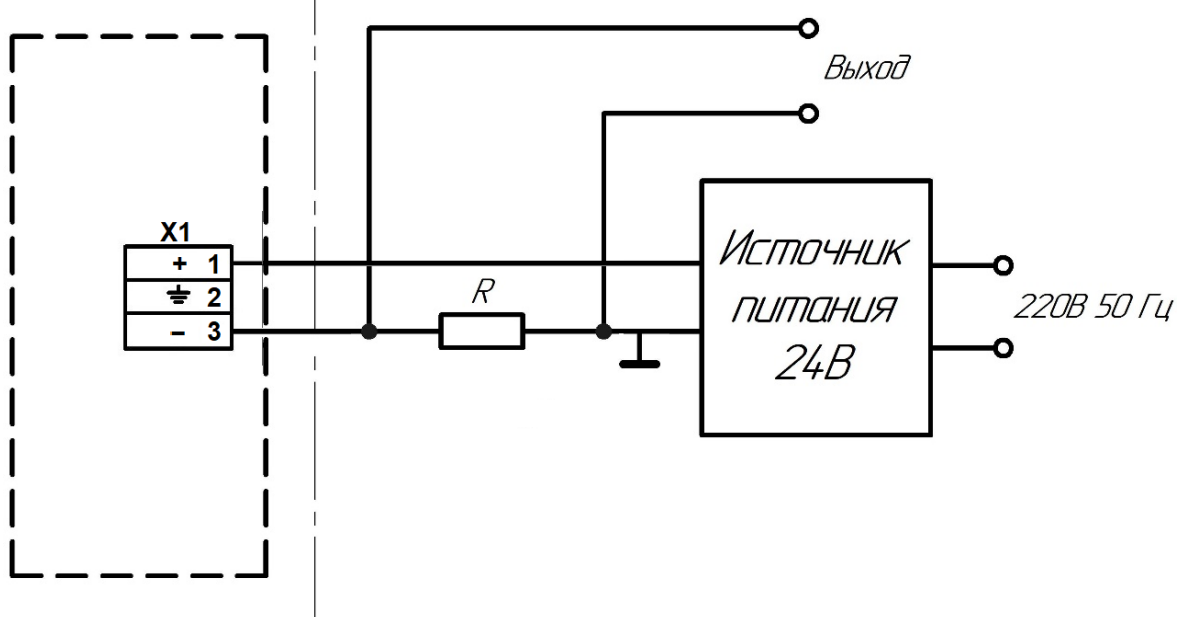 Выход
X1
+ 1
2
– 3
R
Источник
питания
24В
220В 50 Гц